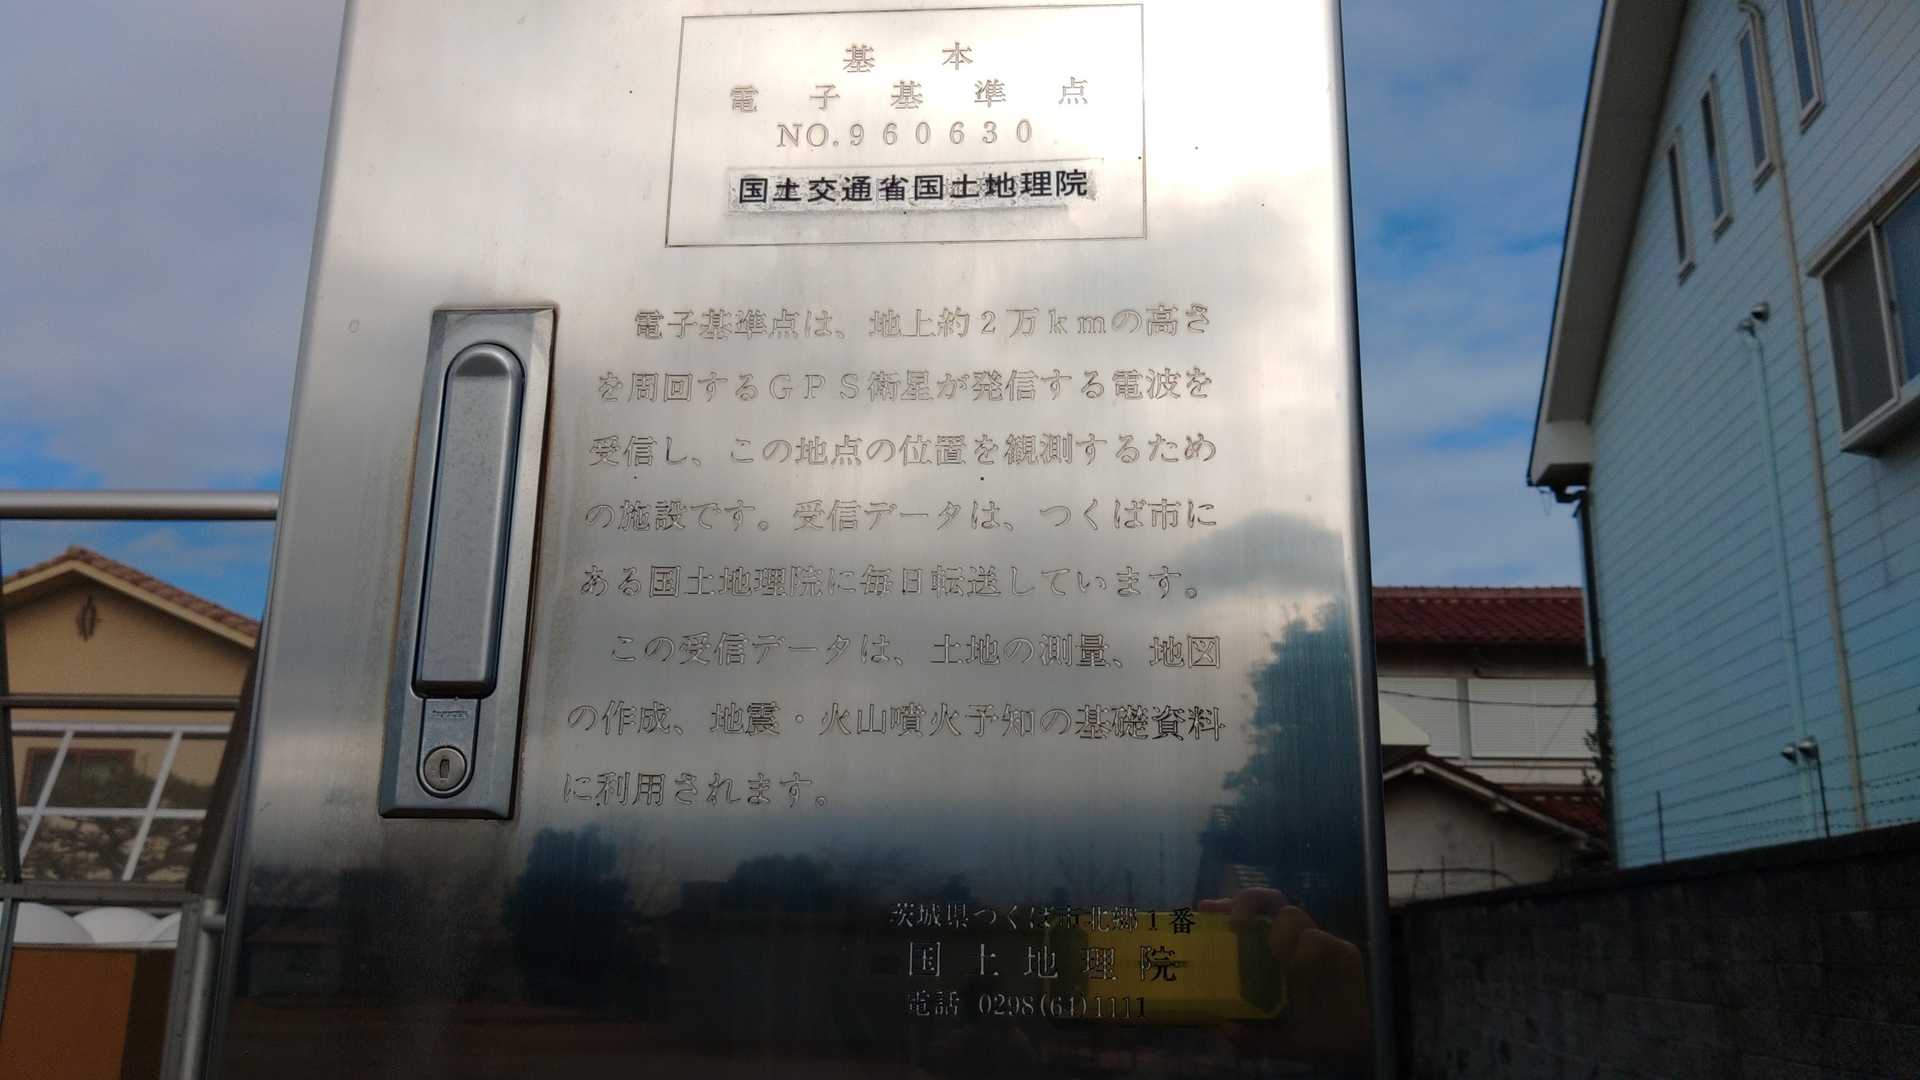 基本
電子基準点
NO.960630
国土交通省国土地理院
電子基準点は、地上約2万kmの高さ
を周回するGPS衛星が発信する電波を
受信し、この地点の位置を観測するため
の施設です。受信データは、つくば市に
ある国土地理院に毎日転送しています。
この受信データは、土地の測量、地図
の作成、地震・火山噴火予知の基礎資料
に利用されます。
茨城県つくば市北郷1番
国土地理院
電話 0298(64)1111